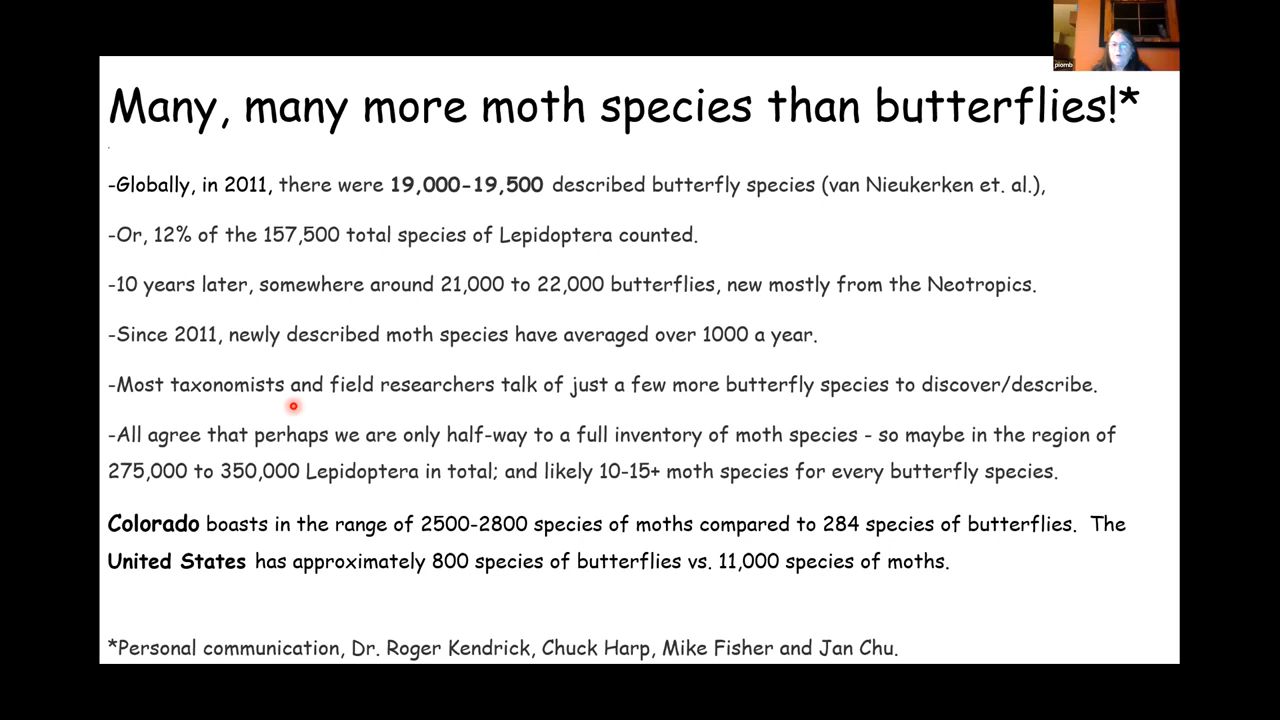 piomb
Many, many more moth species than butterflies!*
-Globally, in 2011, there were 19,000-19,500 described butterfly species (van Nieukerken et. al.),
-Or, 12% of the 157,500 total species of Lepidoptera counted.
-10 years later, somewhere around 21,000 to 22,000 butterflies, new mostly from the Neotropics.
-Since 2011, newly described moth species have averaged over 1000 a year.
-Most taxonomists and field researchers talk of just a few more butterfly species to discover/describe.
-All agree that perhaps we are only half-way to a full inventory of moth species - so maybe in the region of
275,000 to 350,000 Lepidoptera in total; and likely 10-15+ moth species for every butterfly species.
Colorado boasts in the range of 2500-2800 species of moths compared to 284 species of butterflies. The
United States has approximately 800 species of butterflies vs. 11,000 species of moths.
*Personal communication, Dr. Roger Kendrick, Chuck Harp, Mike Fisher and Jan Chu.